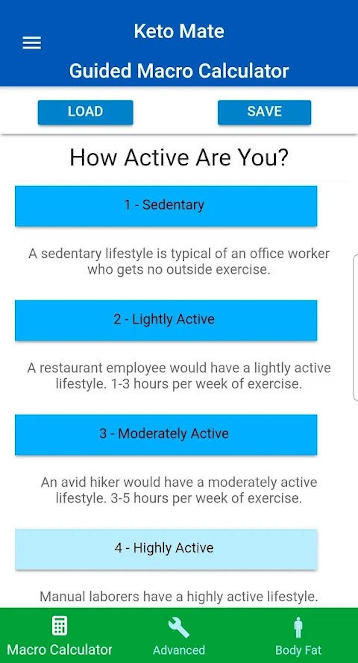 Keto Mate
Guided Macro Calculator
LOAD
SAVE
How Active Are You?
1 - Sedentary
A sedentary lifestyle is typical of an office worker
who gets no outside exercise.
2 - Lightly Active
A restaurant employee would have a lightly active
lifestyle. 1-3 hours per week of exercise.
3 - Moderately Active
An avid hiker would have a moderately active
lifestyle. 3-5 hours per week of exercise.
4 - Highly Active
Manual laborers have a highly active lifestyle.
Macro Calculator
Advanced
Body Fat